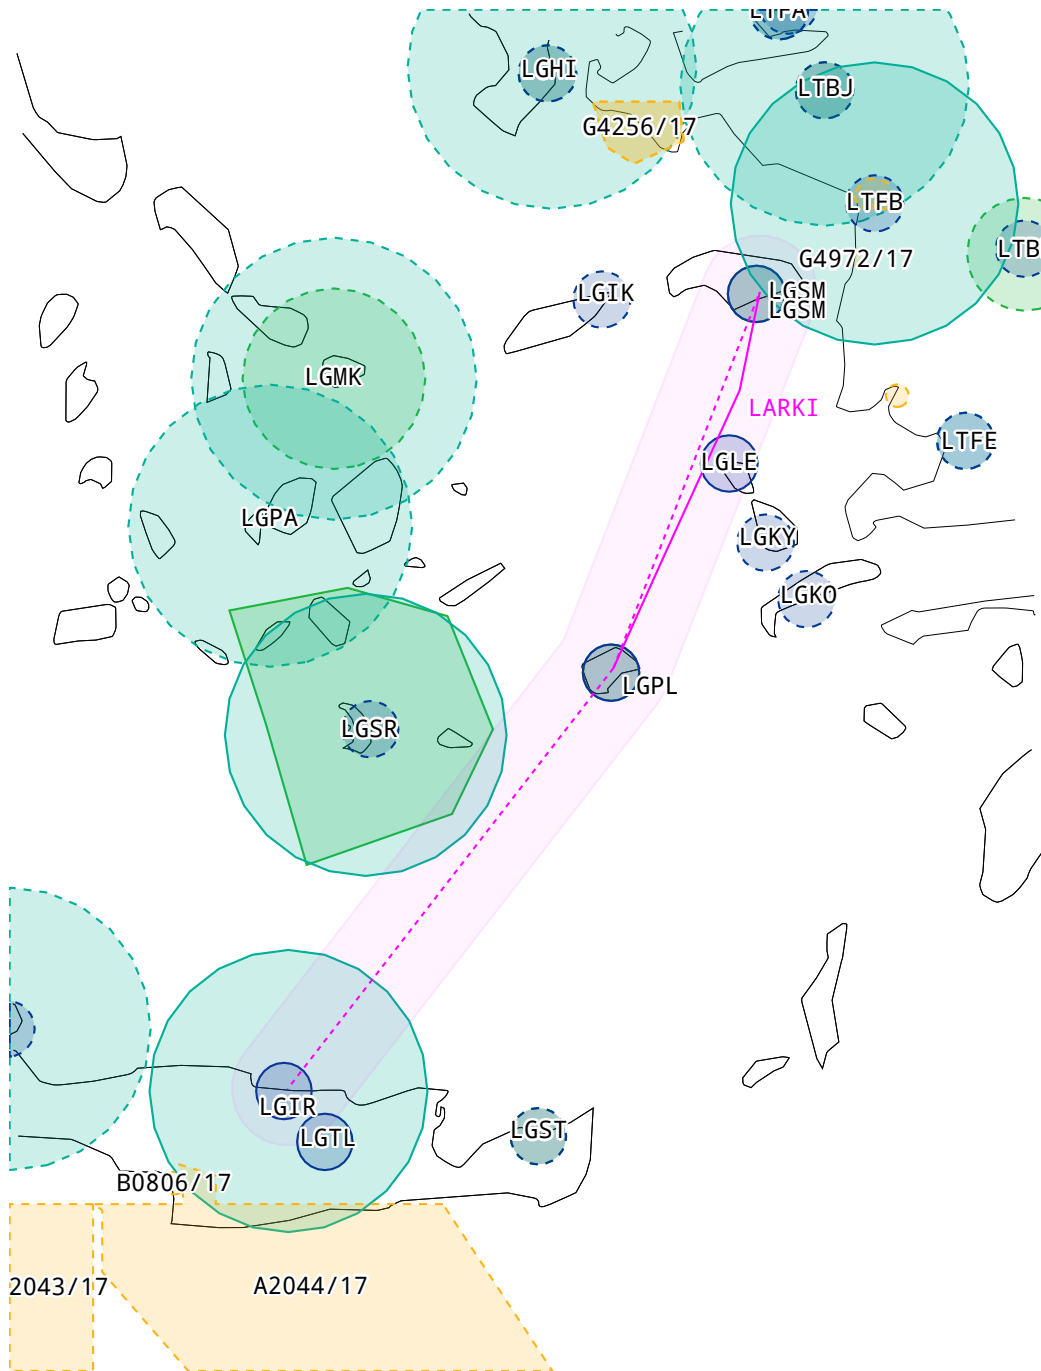 LTFA
LGHI
LTBJ
G4256/17
LTFB
LTB
G4972/17
LGIK
LGSM
LGSM
LGMK
LARKI
LTFE
LGLE
LGPA
LGKY
LGKO
LGPL
LGSR
LGIR
LGST
LGTL
B0806/17
2043/17
A2044/17